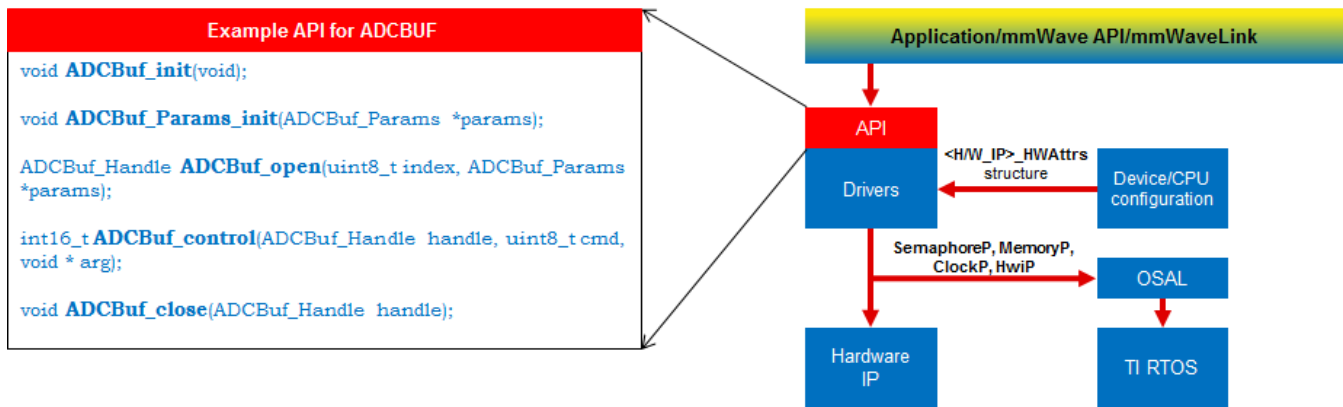 Example API for ADCBUF
void ADCBuf_init(void);
void ADCBuf_Params_init(ADCBuf_Params *params);
ADCBuf_Handle ADCBuf_open(uint8_t index, ADCBuf_Params
*params);
int16_t ADCBuf_control(ADCBuf_Handle handle, uint8_t cmd,
void * arg);
void ADCBuf_close(ADCBuf_Handle handle);
Application/mmWave API/mmWaveLink
API
Drivers
<H/W_IP>_HWAttrs
structure
Device/CPU
configuration
SemaphoreP, MemoryP,
ClockP, HwiP
OSAL
Hardware
IP
TI RTOS